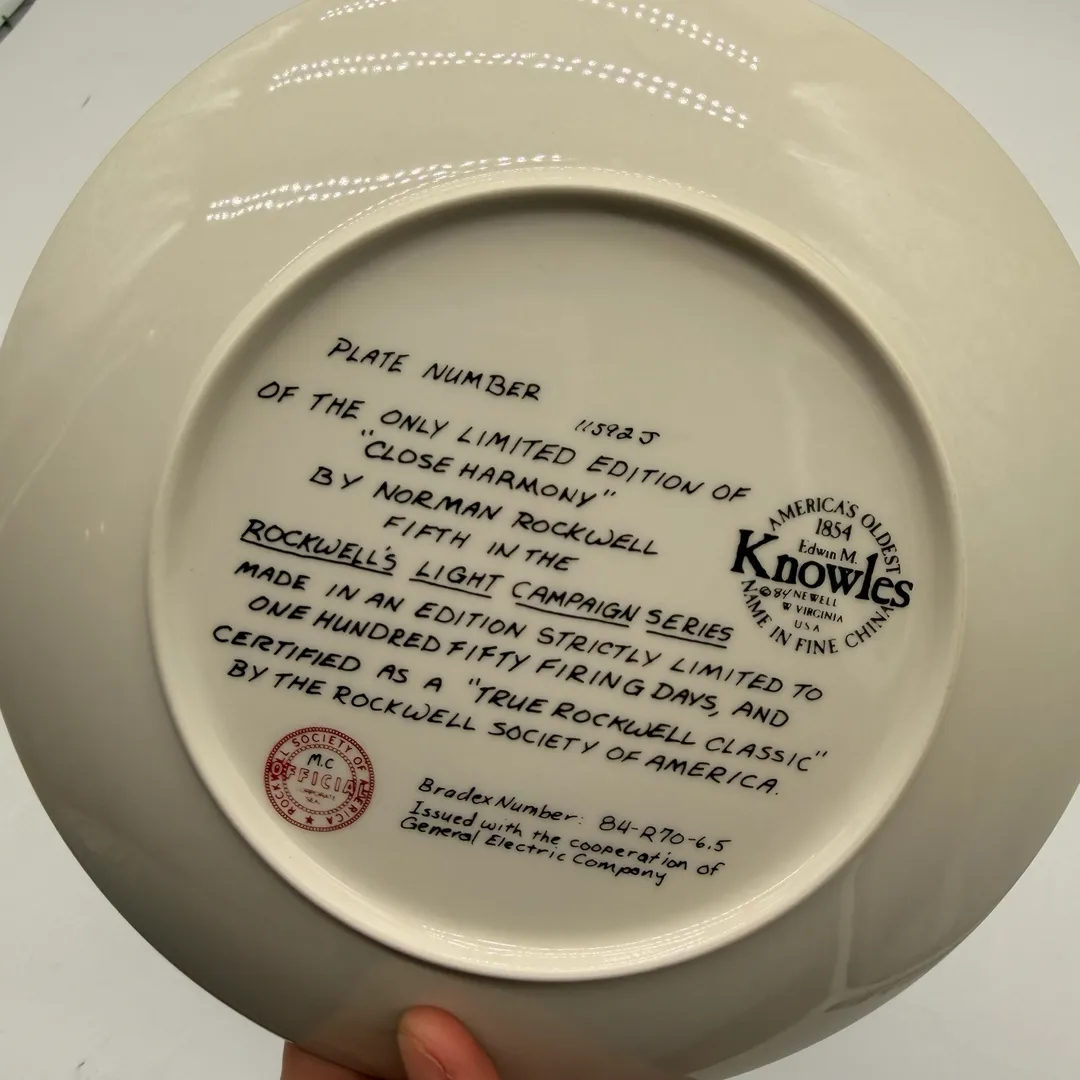 PLATE NUMBER
11592J
OF THE ONLY LIMITED EDITION OF
"CLOSE HARMONY"
BY NORMAN ROCKWELL
FIFTH IN THE
ROCKWELL'S LIGHT CAMPAIGN SERIES
MADE IN AN EDITION STRICTLY LIMITED TO
ONE HUNDRED FIFTY FIRING DAYS, AND
CERTIFIED AS A "TRUE ROCKWELL CLASSIC"
BY THE ROCKWELL SOCIETY OF AMERICA.
AMERICA'S OLDEST
1854
Edwin M.
Knowles
©84 NEWELL
W VIRGINIA
USA
NAME IN FINE CHINA
ROCKWELL SOCIETY OF AMERICA
M.C
OFFICIAL
CORPORATE
SEAL
Bradex Number: 84-R70-6.5
Issued with the cooperation of
General Electric Company